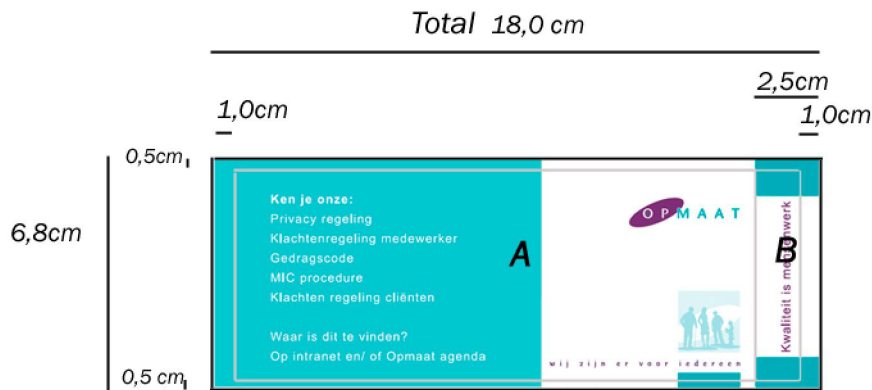 Total 18,0 cm
2,5cm
1,0cm
1,0cm
0,5cm
6,8cm
0,5 cm
Ken je onze:
Privacy regeling
Klachtenregeling medewerker
Gedragscode
MIC procedure
Klachten regeling cliënten
Waar is dit te vinden?
Op intranet en/ of Opmaat agenda
A
OPMAAT
wij zijn er voor iedereen
B
Kwaliteit is mensenwerk